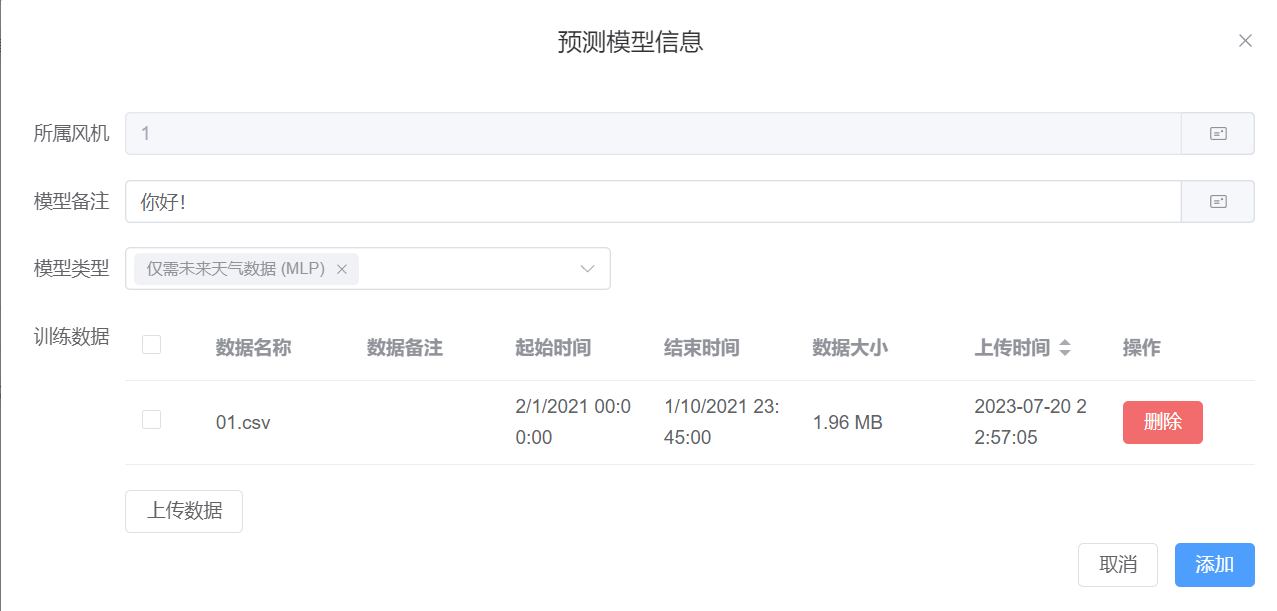 预测模型信息
所属风机 1
模型备注 你好！
模型类型 仅需未来天气数据 (MLP)
训练数据 数据名称 数据备注 起始时间 结束时间 数据大小 上传时间 操作
01.csv 2/1/2021 00:0 1/10/2021 23: 1.96 MB 2023-07-20 2 删除
0:00 45:00 2:57:05
上传数据
取消 添加